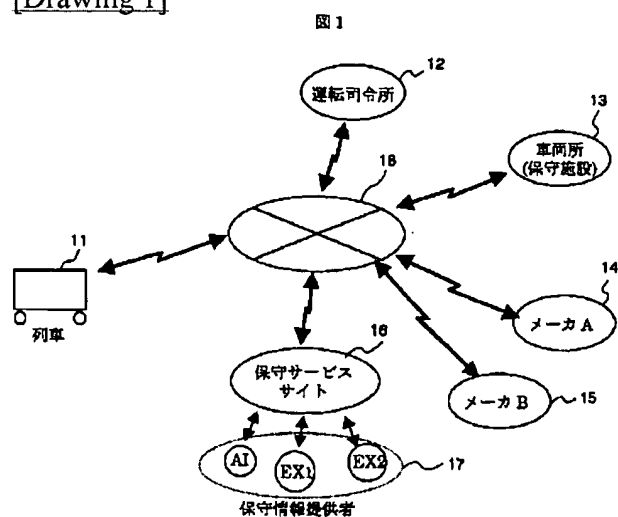 [Drawing 1]
図1
12
運転司令所
13
車両所
(保守施設)
18
11
列車
14
メーカA
16
保守サービス
サイト
メーカB
15
AI
EX1
EX2
17
保守情報提供者